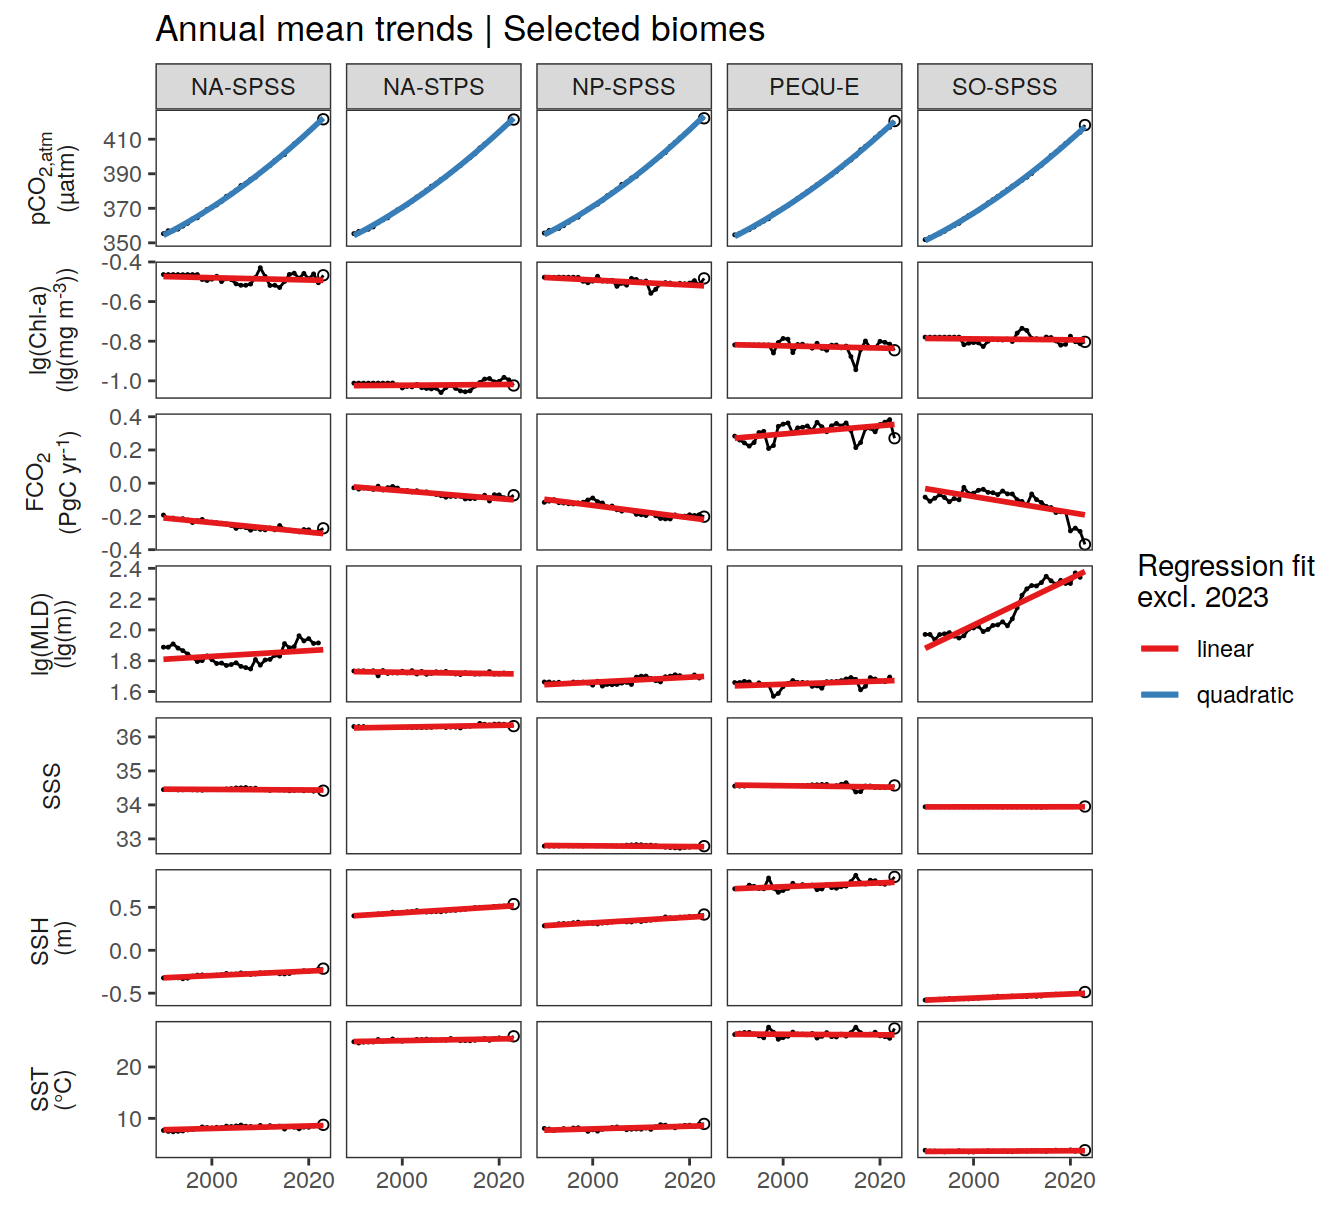 Annual mean trends | Selected biomes
NA-SPSS NA-STPS NP-SPSS PEQU-E SO-SPSS
pCO2,atm
(µatm)
410
390
370
350
lg(Chl-a)
(lg(mg m-3))
-0.4
-0.6
-0.8
-1.0
FCO2
(PgC yr-1)
0.4
0.2
0.0
-0.2
-0.4
lg(MLD)
(lg(m))
2.4
2.2
2.0
1.8
1.6
SSS
36
35
34
33
SSH
(m)
0.5
0.0
-0.5
SST
(°C)
20
10
2000 2020 2000 2020 2000 2020 2000 2020 2000 2020
Regression fit
excl. 2023
linear
quadratic